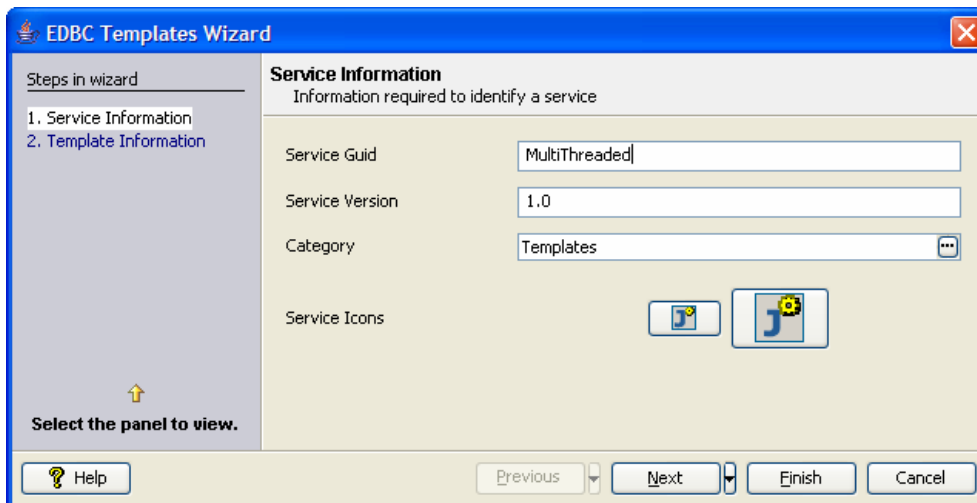 EDBC Templates Wizard
Steps in wizard
1. Service Information
2. Template Information
Select the panel to view.
Service Information
Information required to identify a service
Service Guid
MultiThreaded
Service Version
1.0
Category
Templates
...
Service Icons
J
J
Help
Previous
Next
Finish
Cancel